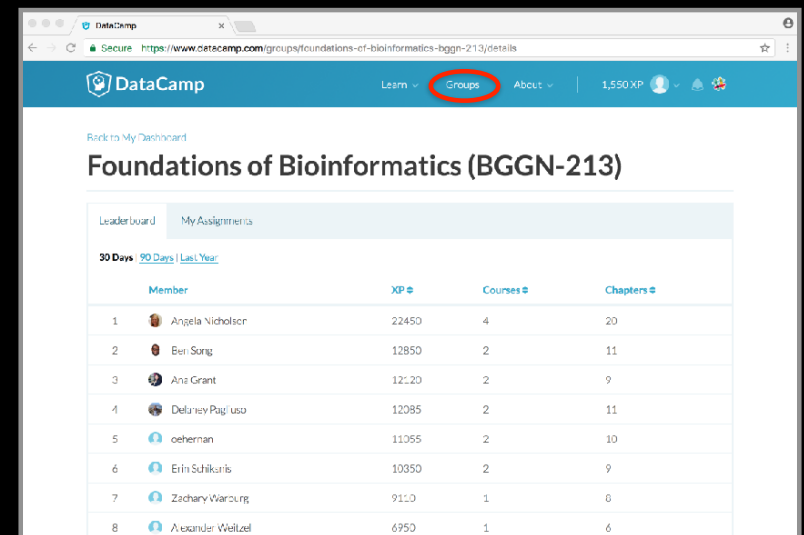 DataCamp
Secure https://www.datacamp.com/groups/foundations-of-bioinformatics-bggn-213/details
DataCamp Learn Groups About 1,550 XP
Back to My Dashboard
Foundations of Bioinformatics (BGGN-213)
Leaderboard My Assignments
30 Days | 90 Days | Last Year
Member XP Courses Chapters
1 Angela Nicholson 22450 4 20
2 Ben Song 12850 2 11
3 Ana Grant 12120 2 9
4 Delaney Pagliuso 12085 2 11
5 oehernan 11055 2 10
6 Erin Schiksnis 10350 2 9
7 Zachary Warburg 9110 1 8
8 Alexander Weitzel 6950 1 6